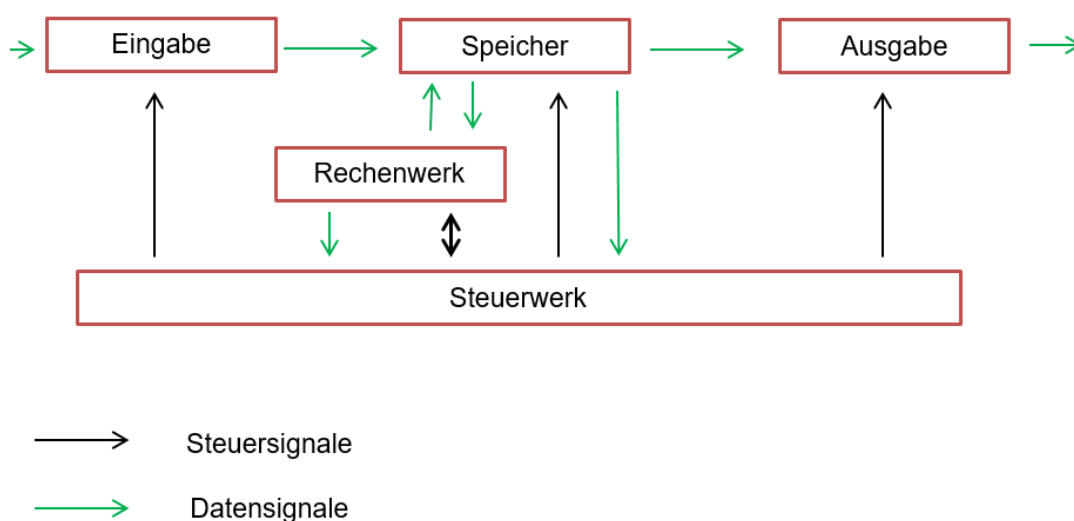 Eingabe
Speicher
Ausgabe
Rechenwerk
Steuerwerk
Steuersignale
Datensignale